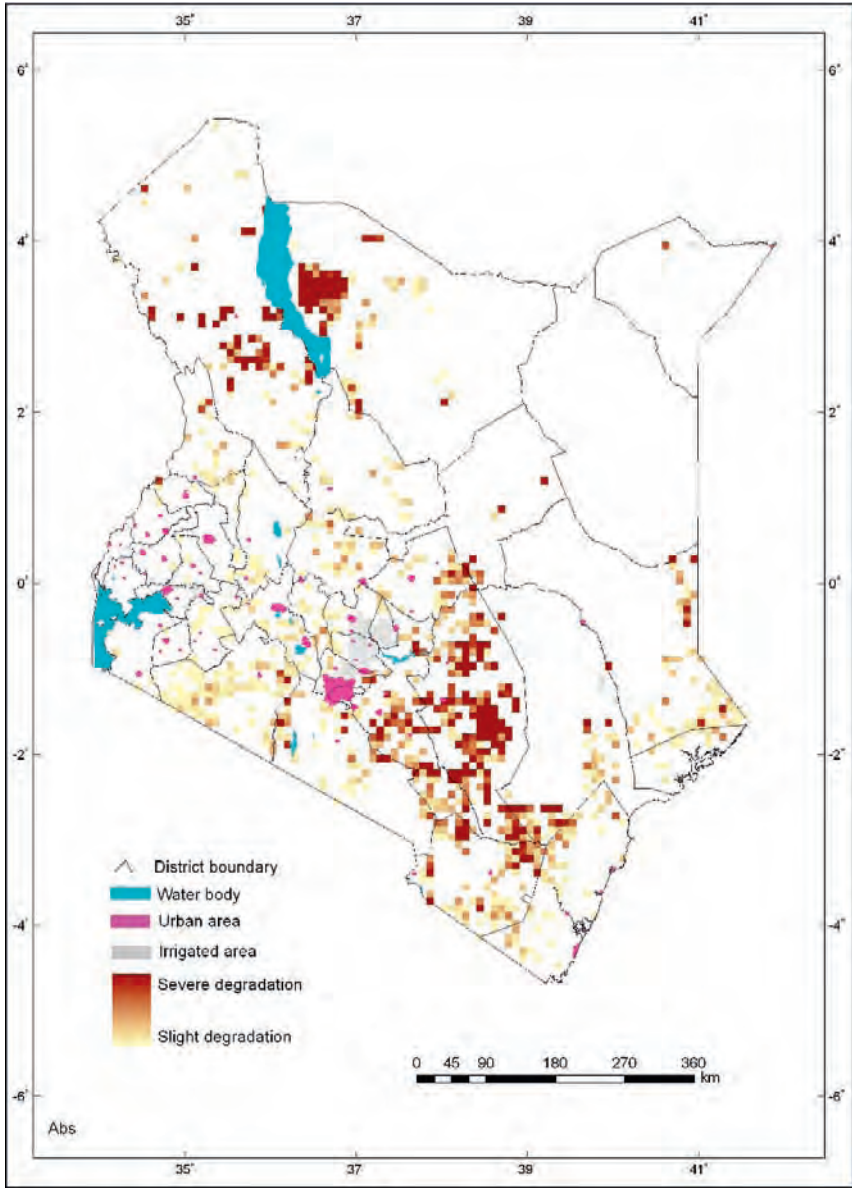 35° 37° 39° 41°
6° 6°
4° 4°
2° 2°
0° 0°
-2° -2°
District boundary
Water body
-4° Urban area -4°
Irrigated area
Severe degradation
Slight degradation
0 45 90 180 270 360
km
-6° -6°
Abs
35° 37° 39° 41°